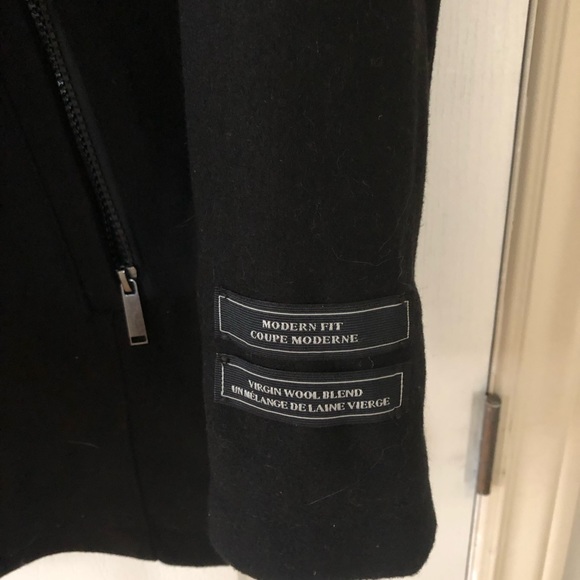 MODERN FIT
COUPE MODERNE
VIRGIN WOOL BLEND
UN MÉLANGE DE LAINE VIERGE